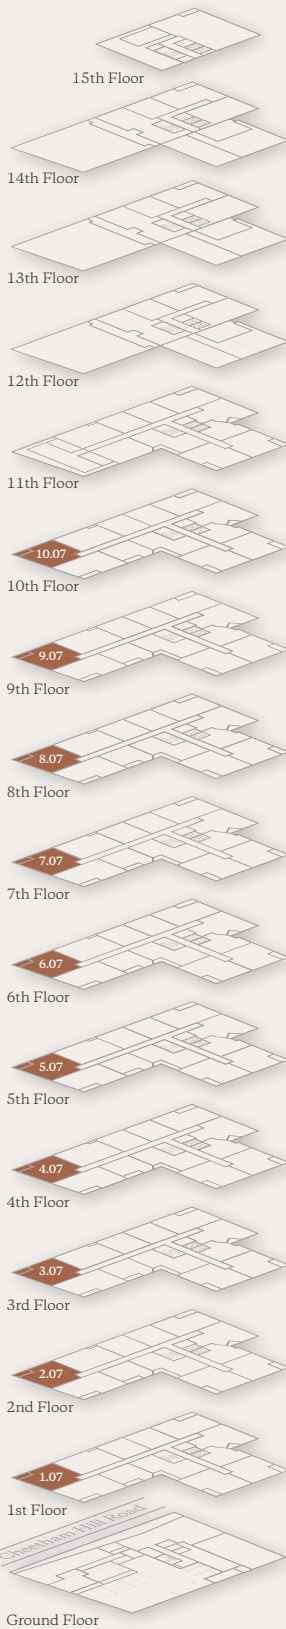 15th Floor
14th Floor
13th Floor
12th Floor
11th Floor
10.07
10th Floor
9.07
9th Floor
8.07
8th Floor
7.07
7th Floor
6.07
6th Floor
5.07
5th Floor
4.07
4th Floor
3.07
3rd Floor
2.07
2nd Floor
1.07
1st Floor
Cheetham Hill Road
Ground Floor